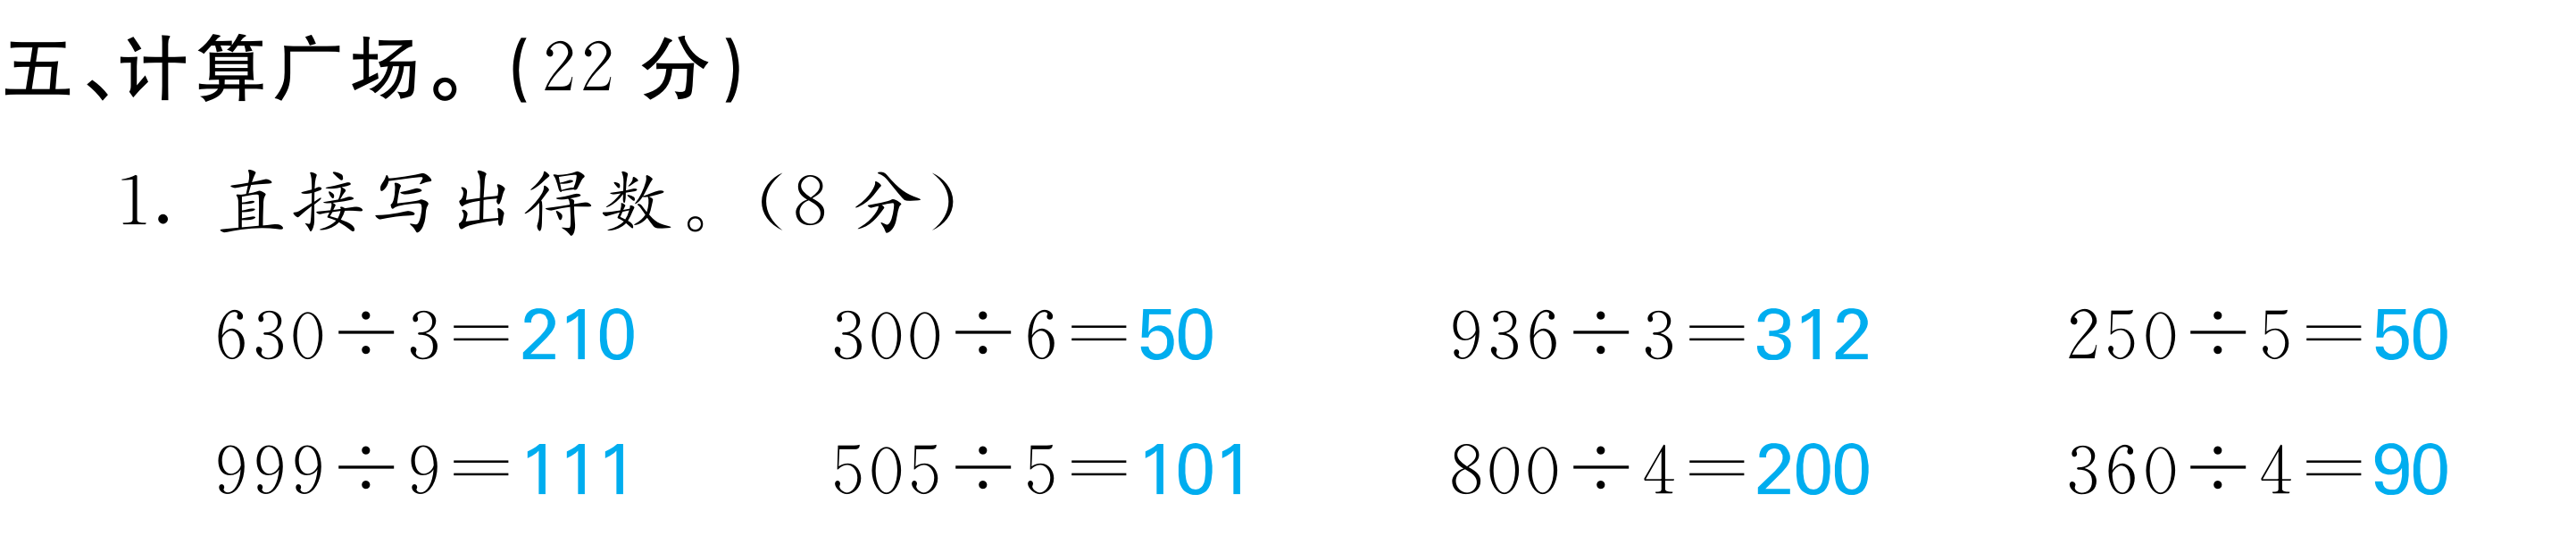 五、计算广场。(22 分)
1. 直接写出得数。(8 分)
630÷3=210 300÷6=50 936÷3=312 250÷5=50
999÷9=111 505÷5=101 800÷4=200 360÷4=90